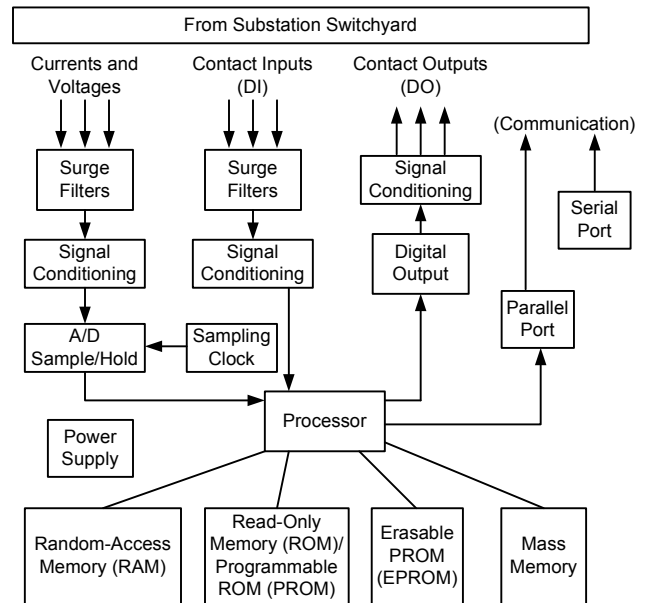 From Substation Switchyard
Currents and
Voltages
Contact Inputs
(DI)
Contact Outputs
(DO)
(Communication)
Surge
Filters
Surge
Filters
Signal
Conditioning
Serial
Port
Signal
Conditioning
Signal
Conditioning
Digital
Output
Parallel
Port
A/D
Sample/Hold
Sampling
Clock
Processor
Power
Supply
Random-Access
Memory (RAM)
Read-Only
Memory (ROM)/
Programmable
ROM (PROM)
Erasable
PROM
(EPROM)
Mass
Memory